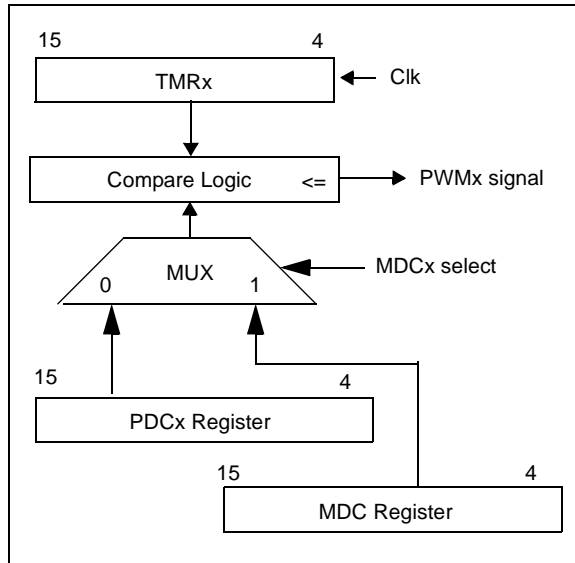 15 4
TMRx
Clk
Compare Logic <=
PWMx signal
MUX
MDCx select
0 1
15 4
PDCx Register
15 4
MDC Register